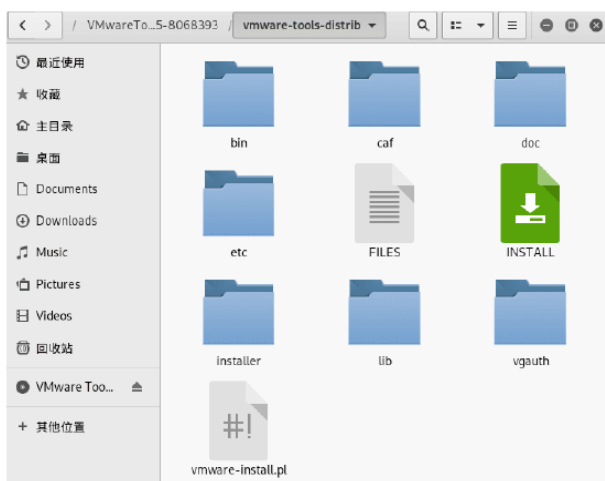 / VMwareTo...5-8068393 / vmware-tools-distrib
最近使用
收藏
主目录
桌面
Documents
Downloads
Music
Pictures
Videos
回收站
VMware Too...
+ 其他位置
bin
caf
doc
etc
FILES
INSTALL
installer
lib
vgauth
#!
vmware-install.pl